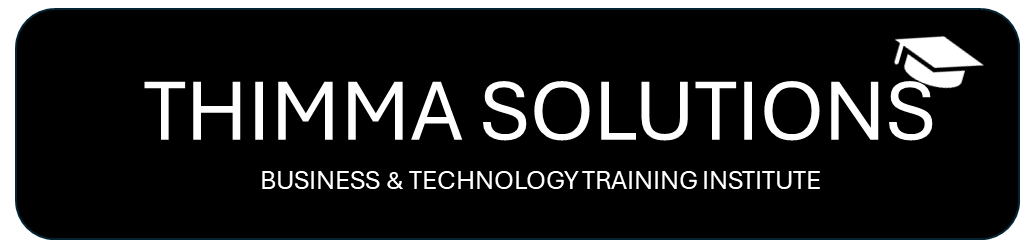 THIMMA SOLUTIONS
BUSINESS & TECHNOLOGY TRAINING INSTITUTE